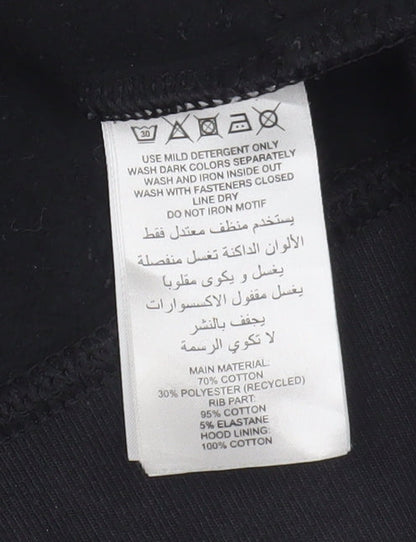 30
USE MILD DETERGENT ONLY
WASH DARK COLORS SEPARATELY
WASH AND IRON INSIDE OUT
WASH WITH FASTENERS CLOSED
LINE DRY
DO NOT IRON MOTIF
يستخدم منظف معتدل فقط
الألوان الداكنة تغسل منفصلة
يغسل و يكوى مقلوبا
يغسل مقفول الاكسسوارات
يجفف بالنشر
لا تكوي الرسمة
MAIN MATERIAL:
70% COTTON
30% POLYESTER (RECYCLED)
RIB PART:
95% COTTON
5% ELASTANE
HOOD LINING:
100% COTTON